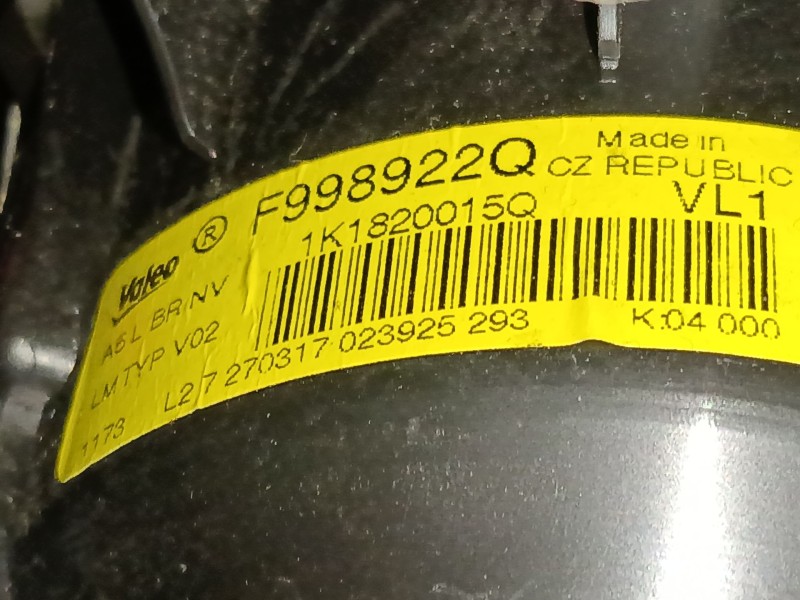 Valeo ® F998922Q Made in
CZ REPUBLIC
1K1820015Q VL1
A5 L BR NV
LM TYP V02
L2 7 270317 023925 293 K:04 000
1173